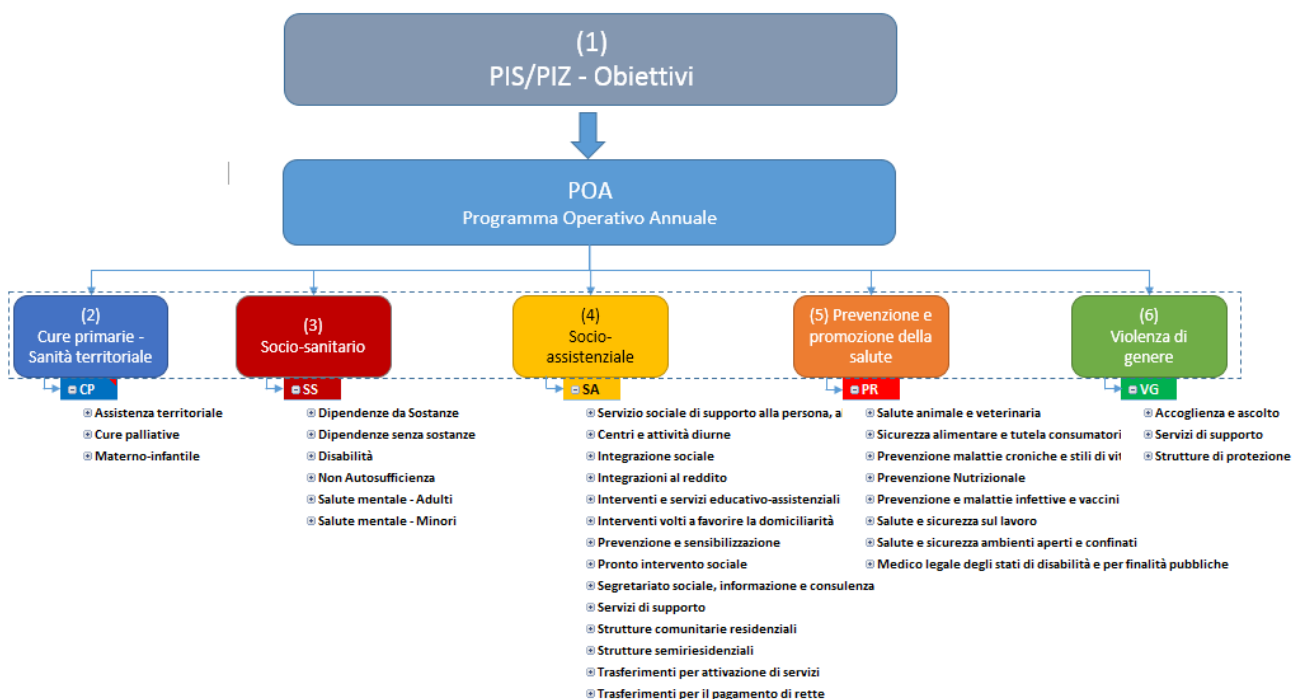 (1)
PIS/PIZ - Obiettivi
POA
Programma Operativo Annuale
(2)
Cure primarie -
Sanità territoriale
(3)
Socio-sanitario
(4)
Socio-
assistenziale
(5) Prevenzione e
promozione della
salute
(6)
Violenza di
genere
CP
Assistenza territoriale
Cure palliative
Materno-infantile
SS
Dipendenze da Sostanze
Dipendenze senza sostanze
Disabilità
Non Autosufficienza
Salute mentale - Adulti
Salute mentale - Minori
SA
Servizio sociale di supporto alla persona, al
Centri e attività diurne
Integrazione sociale
Integrazioni al reddito
Interventi e servizi educativo-assistenziali
Interventi volti a favorire la domiciliarità
Prevenzione e sensibilizzazione
Pronto intervento sociale
Segretariato sociale, informazione e consulenza
Servizi di supporto
Strutture comunitarie residenziali
Strutture semiriesidenziali
Trasferimenti per attivazione di servizi
Trasferimenti per il pagamento di rette
PR
Salute animale e veterinaria
Sicurezza alimentare e tutela consumatori
Prevenzione malattie croniche e stili di vit
Prevenzione Nutrizionale
Prevenzione e malattie infettive e vaccini
Salute e sicurezza sul lavoro
Salute e sicurezza ambienti aperti e confinati
Medico legale degli stati di disabilità e per finalità pubbliche
VG
Accoglienza e ascolto
Servizi di supporto
Strutture di protezione